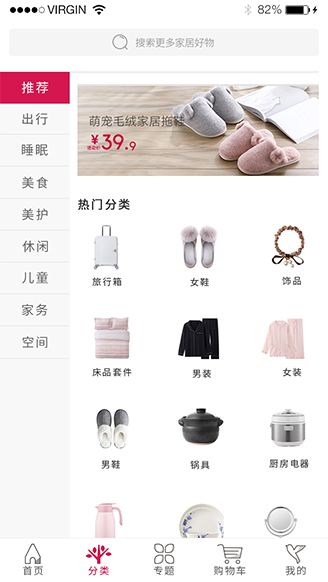 VIRGIN
82%
搜索更多家居好物
推荐
出行
睡眠
美食
美护
休闲
儿童
家务
空间
萌宠毛绒家居拖鞋
¥39.9
热门分类
旅行箱
女鞋
饰品
床品套件
男装
女装
男鞋
锅具
厨房电器
首页
分类
专题
购物车
我的